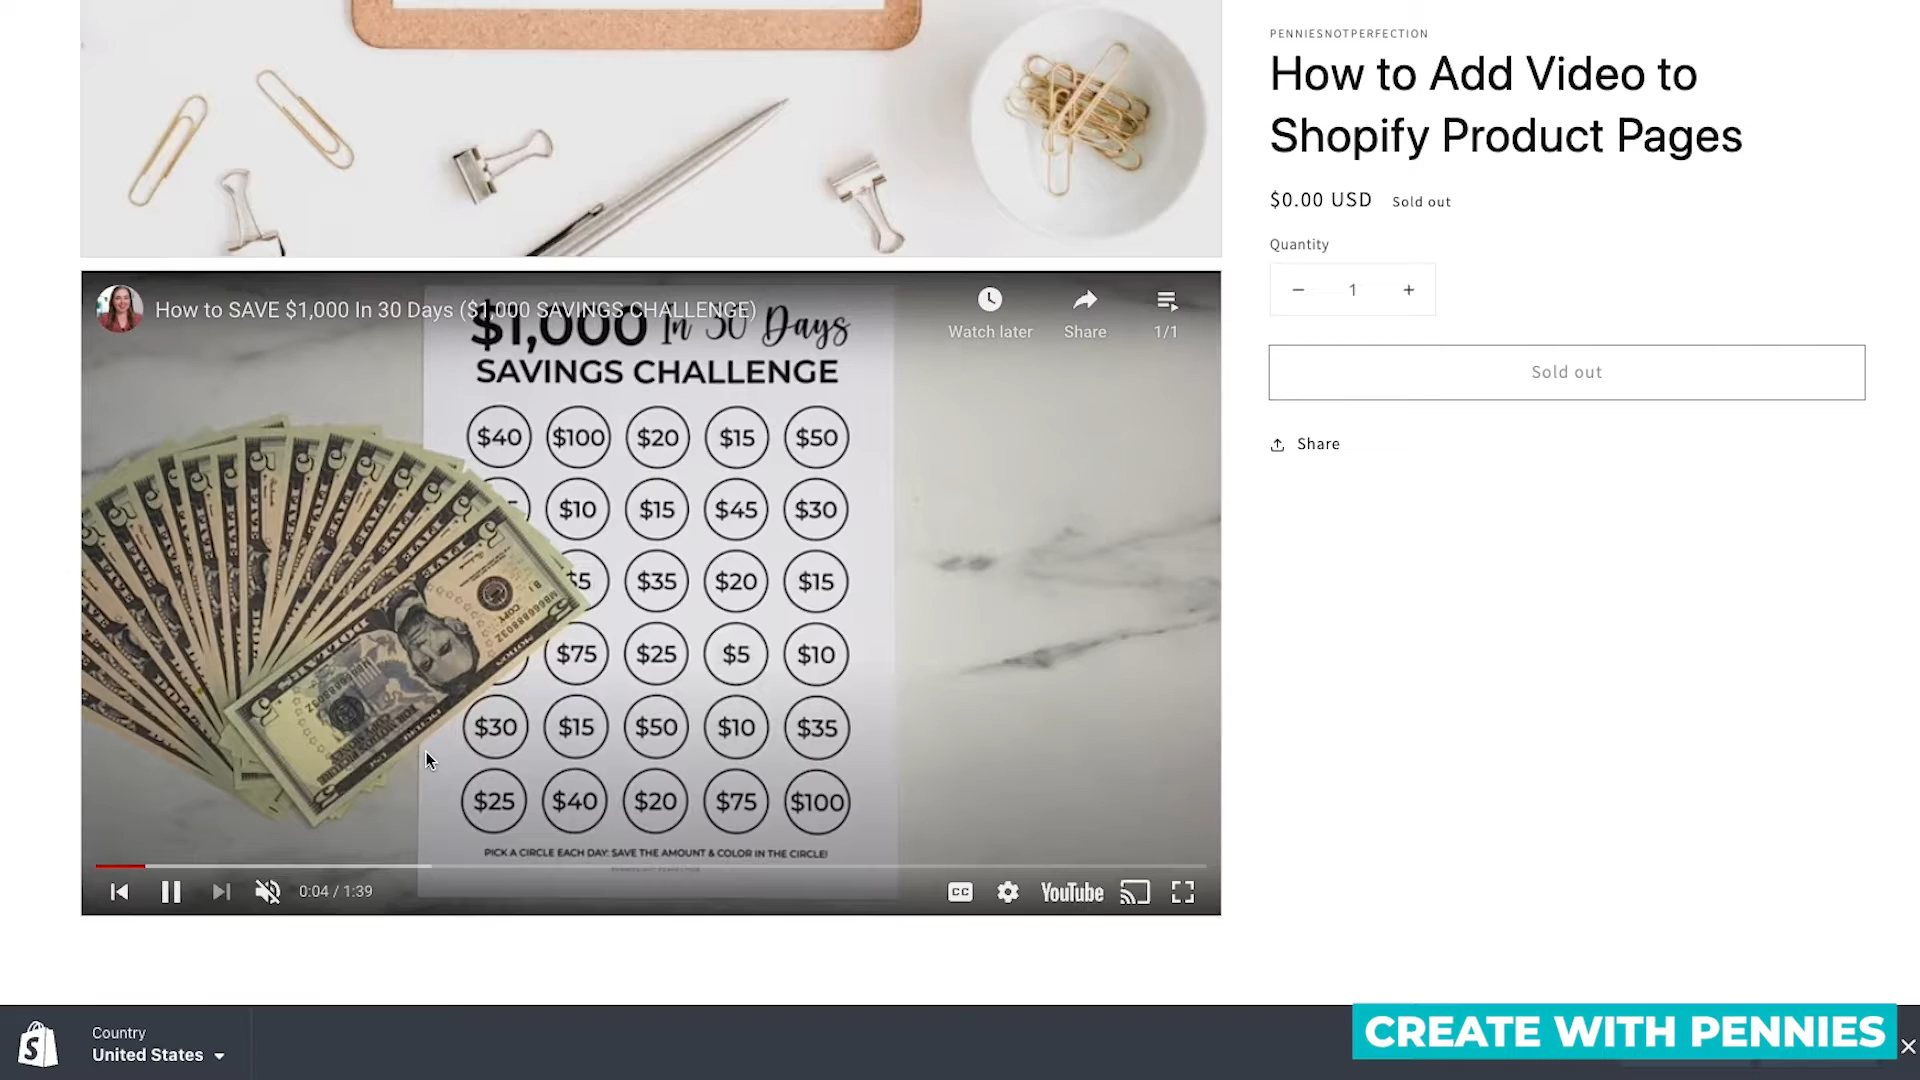 PENNIESNOTPERFECTION
How to Add Video to
Shopify Product Pages
$0.00 USD Sold out
Quantity
− 1 +
Sold out
Share
How to SAVE $1,000 In 30 Days ($1,000 SAVINGS CHALLENGE)
Watch later Share 1/1
$1,000 In 30 Days
SAVINGS CHALLENGE
$40 $100 $20 $15 $50
$10 $15 $45 $30
$5 $35 $20 $15
$75 $25 $5 $10
$30 $15 $50 $10 $35
$25 $40 $20 $75 $100
PICK A CIRCLE EACH DAY: SAVE THE AMOUNT & COLOR IN THE CIRCLE!
0:04 / 1:39
CC YouTube
Country
United States
CREATE WITH PENNIES